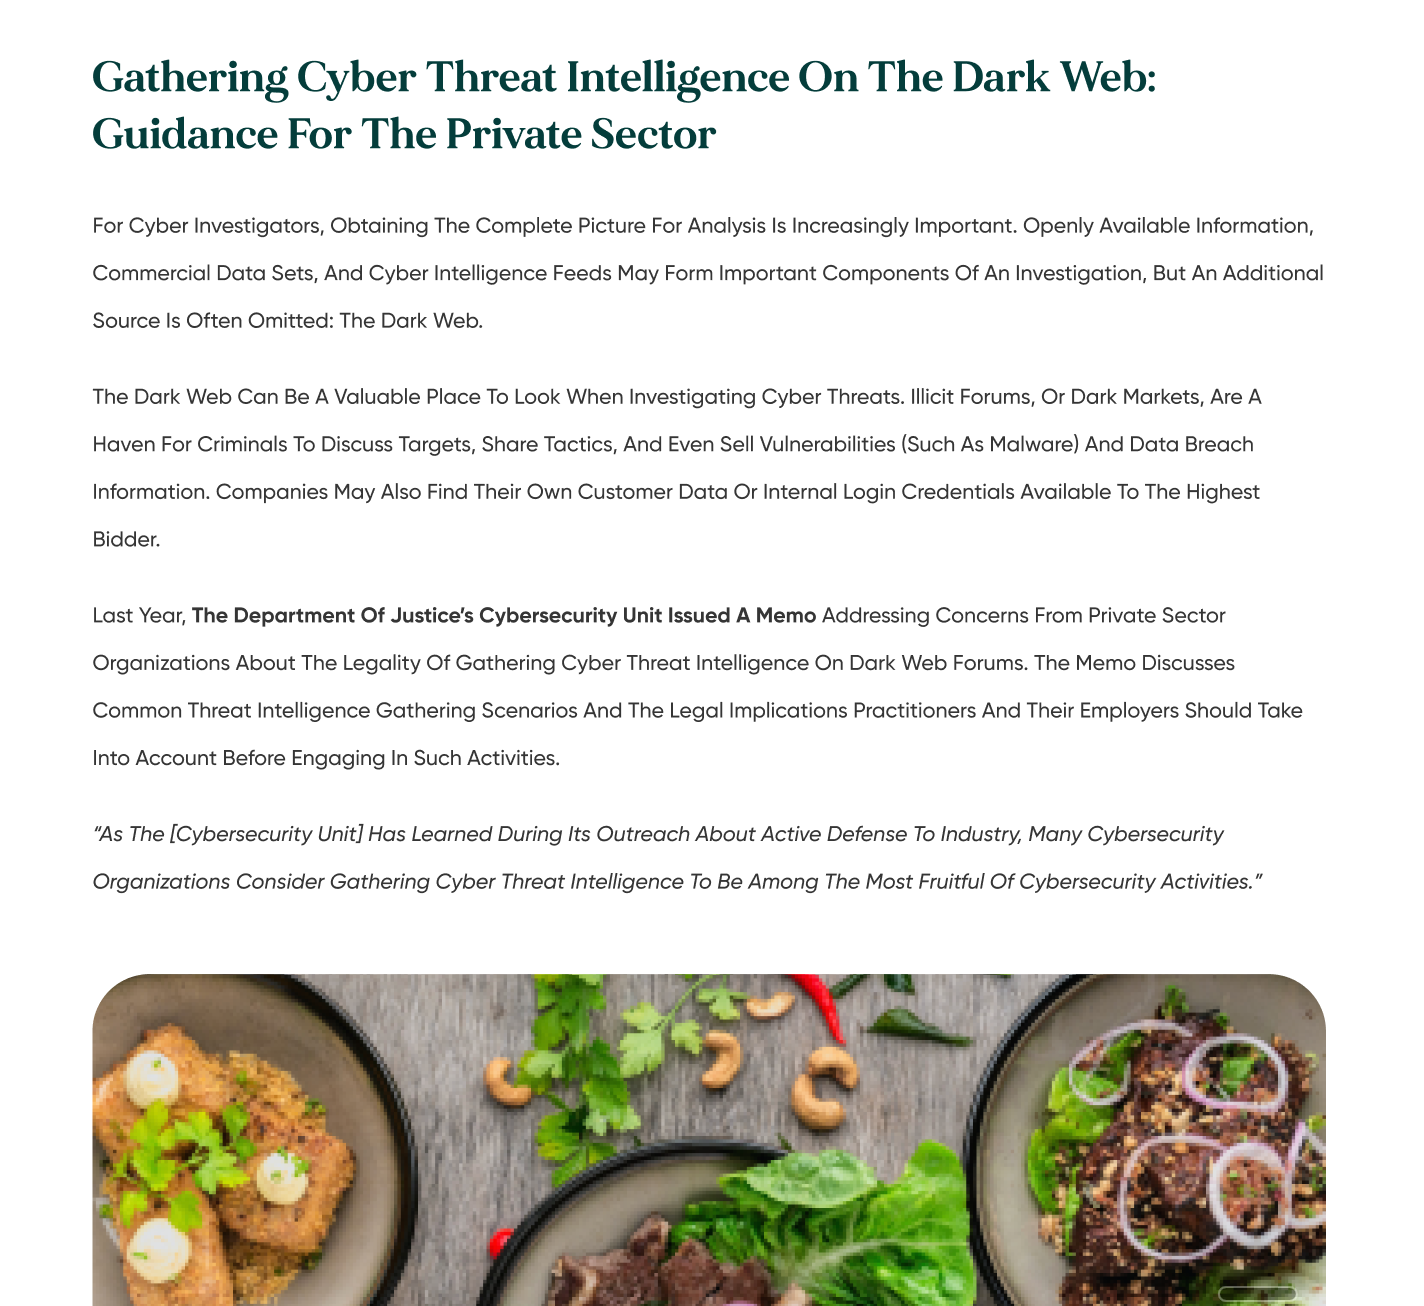 Gathering Cyber Threat Intelligence On The Dark Web:
Guidance For The Private Sector
For Cyber Investigators, Obtaining The Complete Picture For Analysis Is Increasingly Important. Openly Available Information,
Commercial Data Sets, And Cyber Intelligence Feeds May Form Important Components Of An Investigation, But An Additional
Source Is Often Omitted: The Dark Web.
The Dark Web Can Be A Valuable Place To Look When Investigating Cyber Threats. Illicit Forums, Or Dark Markets, Are A
Haven For Criminals To Discuss Targets, Share Tactics, And Even Sell Vulnerabilities (Such As Malware) And Data Breach
Information. Companies May Also Find Their Own Customer Data Or Internal Login Credentials Available To The Highest
Bidder.
Last Year, The Department Of Justice’s Cybersecurity Unit Issued A Memo Addressing Concerns From Private Sector
Organizations About The Legality Of Gathering Cyber Threat Intelligence On Dark Web Forums. The Memo Discusses
Common Threat Intelligence Gathering Scenarios And The Legal Implications Practitioners And Their Employers Should Take
Into Account Before Engaging In Such Activities.
“As The [Cybersecurity Unit] Has Learned During Its Outreach About Active Defense To Industry, Many Cybersecurity
Organizations Consider Gathering Cyber Threat Intelligence To Be Among The Most Fruitful Of Cybersecurity Activities.”